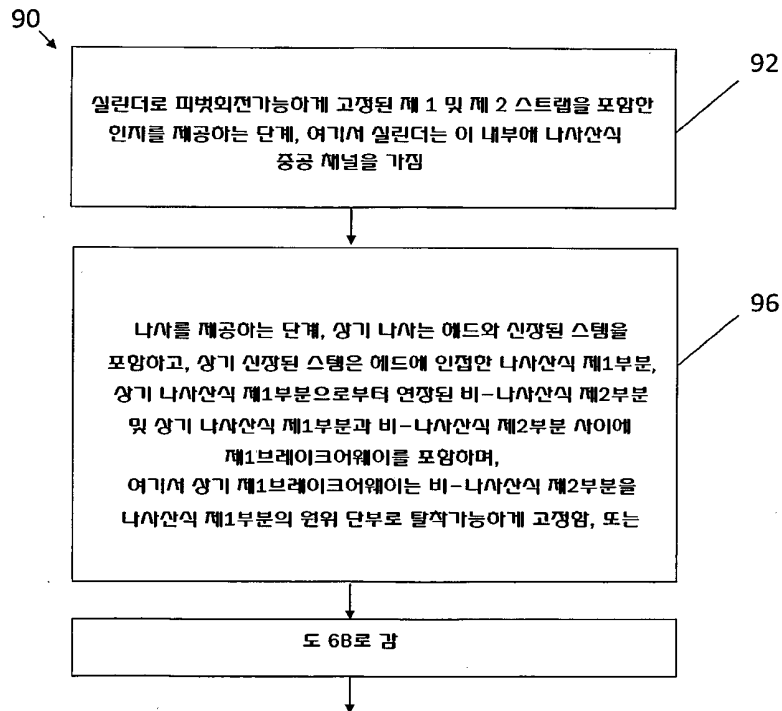 90
92
실린더로 피벗회전가능하게 고정된 제 1 및 제 2 스트랩을 포함한
인자를 제공하는 단계, 여기서 실린더는 이 내부에 나사산식
중공 채널을 가짐
96
나사를 제공하는 단계, 상기 나사는 헤드와 신장된 스템을
포함하고, 상기 신장된 스템은 헤드에 인접한 나사산식 제1부분,
상기 나사산식 제1부분으로부터 연장된 비-나사산식 제2부분
및 상기 나사산식 제1부분과 비-나사산식 제2부분 사이에
제1브레이크어웨이를 포함하며,
여기서 상기 제1브레이크어웨이는 비-나사산식 제2부분을
나사산식 제1부분의 원위 단부로 탈착가능하게 고정함, 또는
도 6B로 감